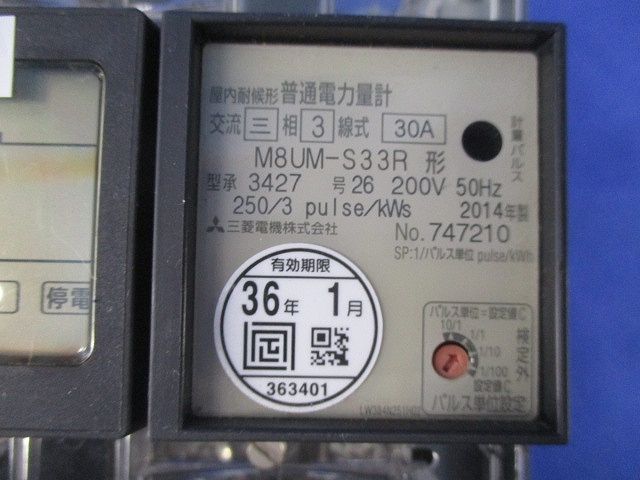 停電
屋内耐候形 普通電力量計
交流 三 相 3 線式 30A
計量パルス
M8UM-S33R 形
型承 3427 号26 200V 50Hz
250/3 pulse/kWs 2014年製
三菱電機株式会社 No.747210
SP:1/パルス単位 pulse/kWh
有効期限
36年 1月
363401
パルス単位=設定値C
10/1
1/1
1/10
1/100
設定値C
パルス単位設定
検定外